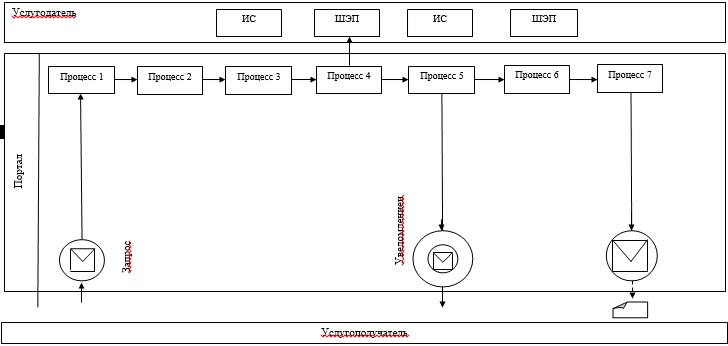 Услугодатель
ИС
ШЭП
ИС
ШЭП
Процесс 1
Процесс 2
Процесс 3
Процесс 4
Процесс 5
Процесс 6
Процесс 7
Портал
Запрос
Уведомлением
Услугополучатель